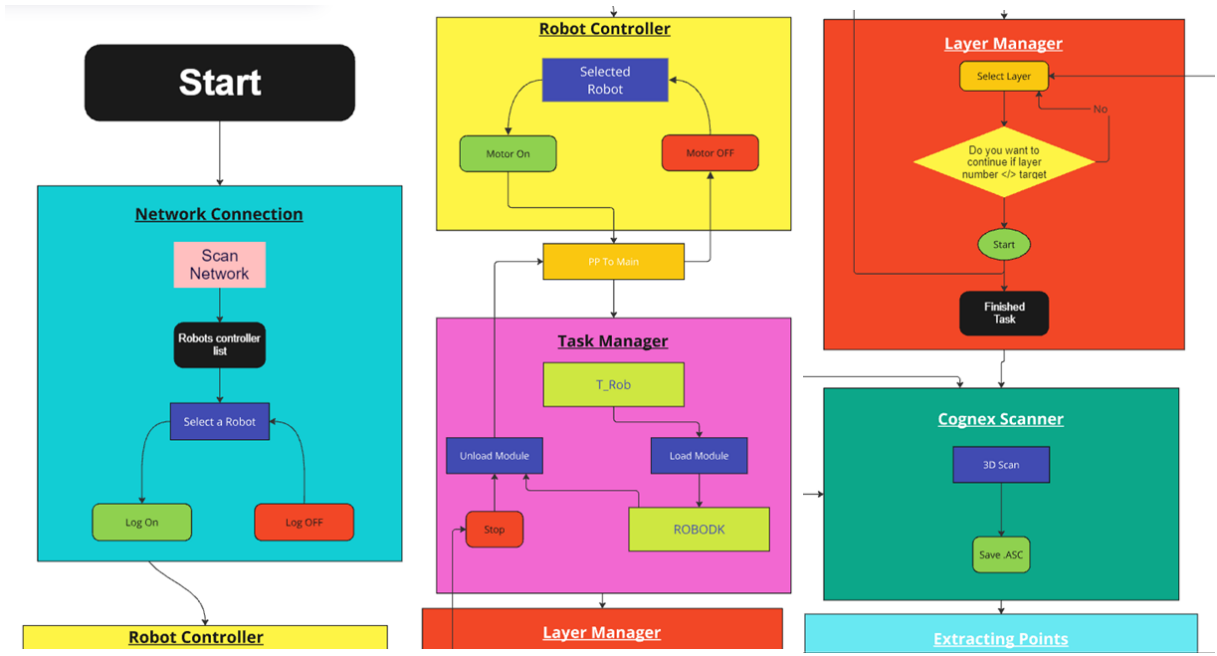 Start
Network Connection
Scan
Network
Robots controller
list
Select a Robot
Log On
Log OFF
Robot Controller
Robot Controller
Selected
Robot
Motor On
Motor OFF
PP To Main
Task Manager
T_Rob
Unload Module
Load Module
Stop
ROBODK
Layer Manager
Layer Manager
Select Layer
No
Do you want to
continue if layer
number </> target
Start
Finished
Task
Cognex Scanner
3D Scan
Save .ASC
Extracting Points